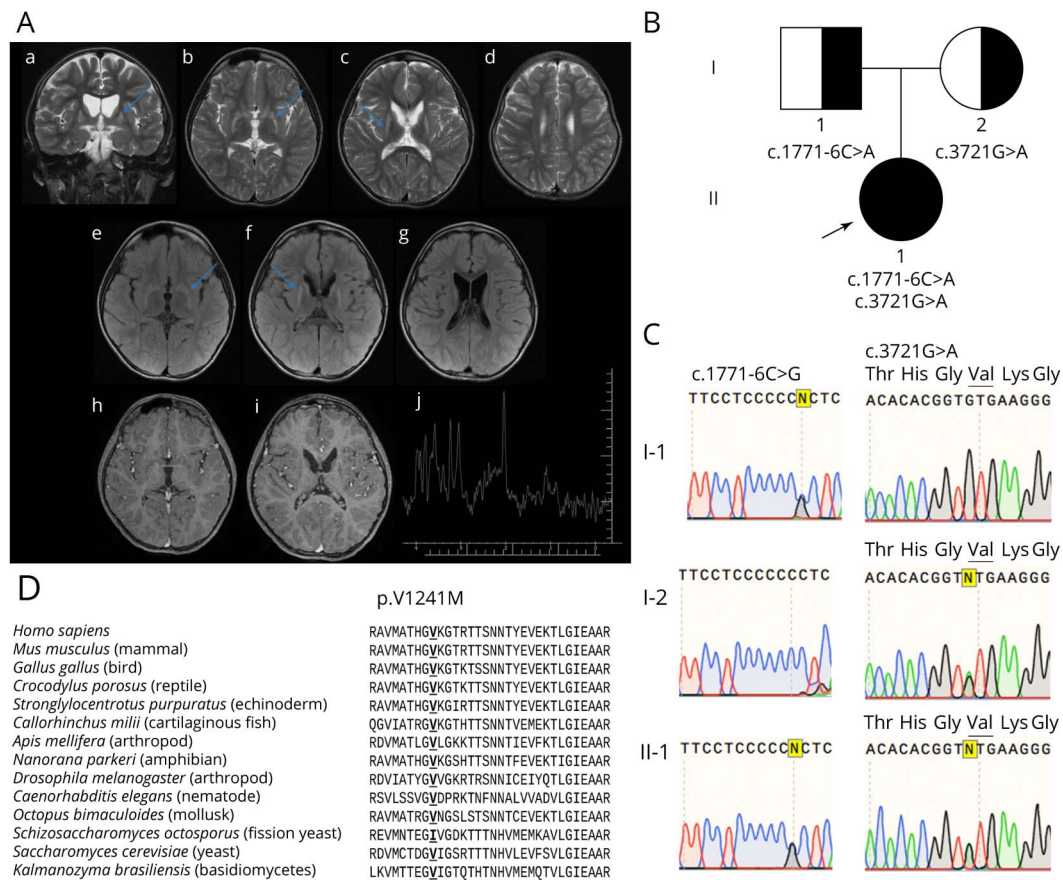 A
a
b
c
d
e
f
g
h
i
j
B
I
1
2
c.1771-6C>A
c.3721G>A
II
1
c.1771-6C>A
c.3721G>A
C
c.1771-6C>G
c.3721G>A
Thr His Gly Val Lys Gly
TTCCTCCCCCNCTC
ACACACGGTGTGAAGGG
I-1
Thr His Gly Val Lys Gly
I-2
TTCCTCCCCCCCTC
ACACACGGTNTGAAGGG
Thr His Gly Val Lys Gly
II-1
TTCCTCCCCCNCTC
ACACACGGTNTGAAGGG
D
p.V1241M
Homo sapiens RAVMATHGVKGTRTTSNNTYEVEKTLGIEAAR
Mus musculus (mammal) RAVMATHGVKGTRTTSNNTYEVEKTLGIEAAR
Gallus gallus (bird) RAVMATHGVKGTKTSSNNTYEVEKTLGIEAAR
Crocodylus porosus (reptile) RAVMATHGVKGTKTTSNNTYEVEKTLGIEAAR
Stronglylocentrotus purpuratus (echinoderm) RAVMATHGVKGIRTTSNNTYEVEKTLGIEAAR
Callorhinchus milii (cartilaginous fish) QGVIATRGVKGTHTTSNNTVEMEKTLGIEAAR
Apis mellifera (arthropod) RDVMATLGVLGKKTTSNNTIEVFKTLGIEAAR
Nanorana parkeri (amphibian) RAVMATHGVKGSHTTSNNTFEVEKTIGIEAAR
Drosophila melanogaster (arthropod) RDVIATYGVVGKRTRSNNICEIYQTLGIEAAR
Caenorhabditis elegans (nematode) RSVLSSVGVDPRKTNFNNALVVADVLGIEAAR
Octopus bimaculoides (mollusk) RAVMATRGVNGSLSTSNNTCEVEKTLGIEAAR
Schizosaccharomyces octosporus (fission yeast) REVMNTEGIVGDKTTTNHVMEMKAVLGIEAAR
Saccharomyces cerevisiae (yeast) RDVMCTDGVIGSRTTTNHVLEVFSVLGIEAAR
Kalmanozyma brasiliensis (basidiomycetes) LKVMTTEGVIGTQTHTNHVMEMQTVLGIEAAR